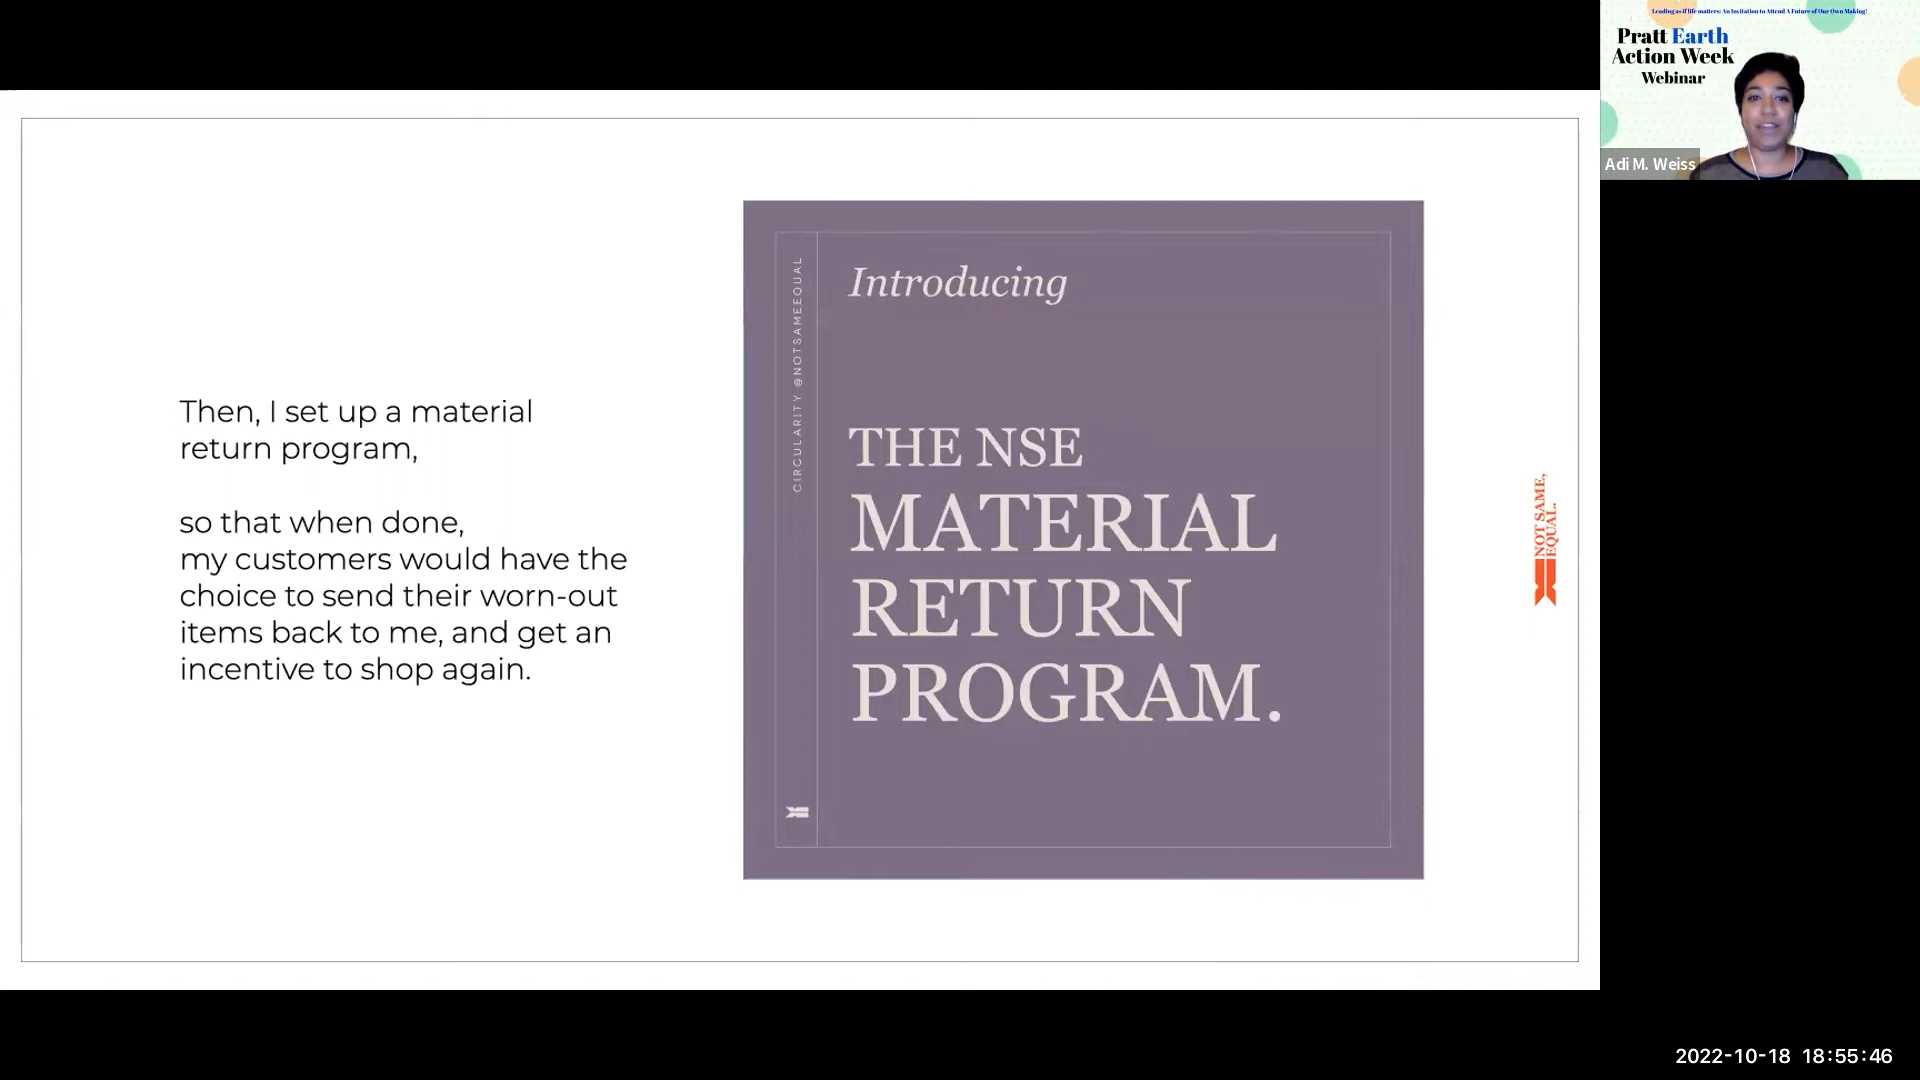 Leading as if life matters: An Invitation to Attend A Future of Our Own Making!
Pratt Earth
Action Week
Webinar
Adi M. Weiss
Then, I set up a material
return program,
so that when done,
my customers would have the
choice to send their worn-out
items back to me, and get an
incentive to shop again.
CIRCULARITY @NOTSAMEEQUAL
Introducing
THE NSE
MATERIAL
RETURN
PROGRAM.
NOT SAME,
EQUAL.
2022-10-18 18:55:46